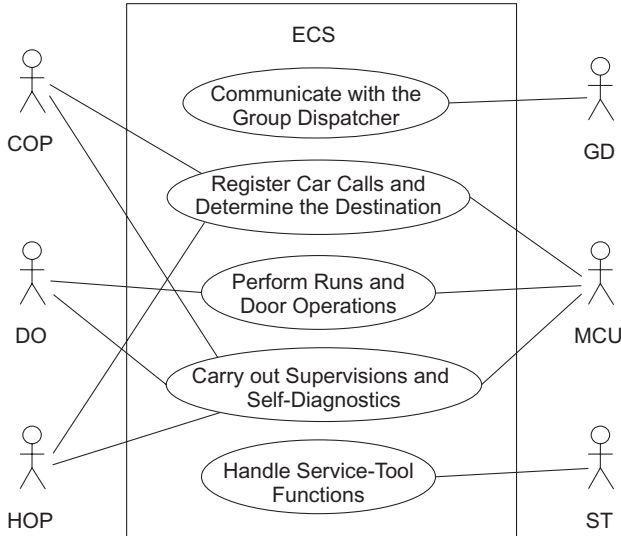 ECS
COP
Communicate with the
Group Dispatcher
GD
Register Car Calls and
Determine the Destination
DO
Perform Runs and
Door Operations
MCU
Carry out Supervisions and
Self-Diagnostics
HOP
Handle Service-Tool
Functions
ST